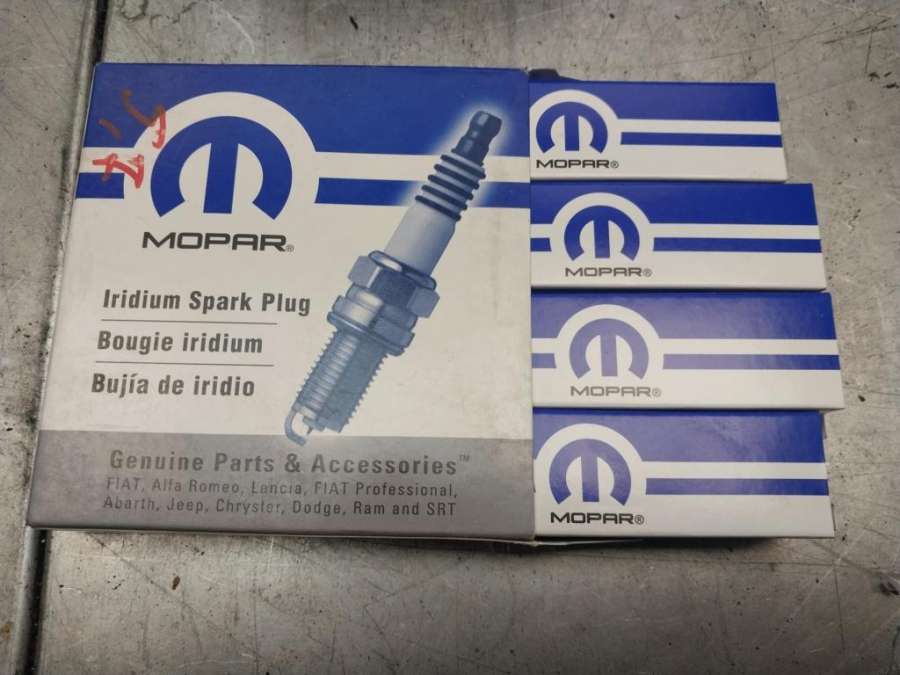 MOPAR®
Iridium Spark Plug
Bougie iridium
Bujía de iridio
Genuine Parts & Accessories™
FIAT, Alfa Romeo, Lancia, FIAT Professional,
Abarth, Jeep, Chrysler, Dodge, Ram and SRT
MOPAR®
MOPAR®
MOPAR®
MOPAR®